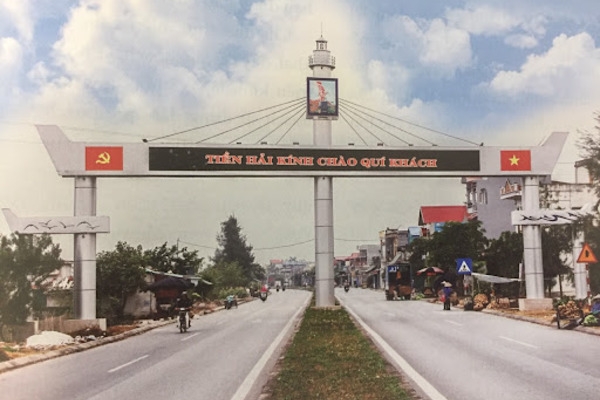 TIỀN HẢI KÍNH CHÀO QUÍ KHÁCH